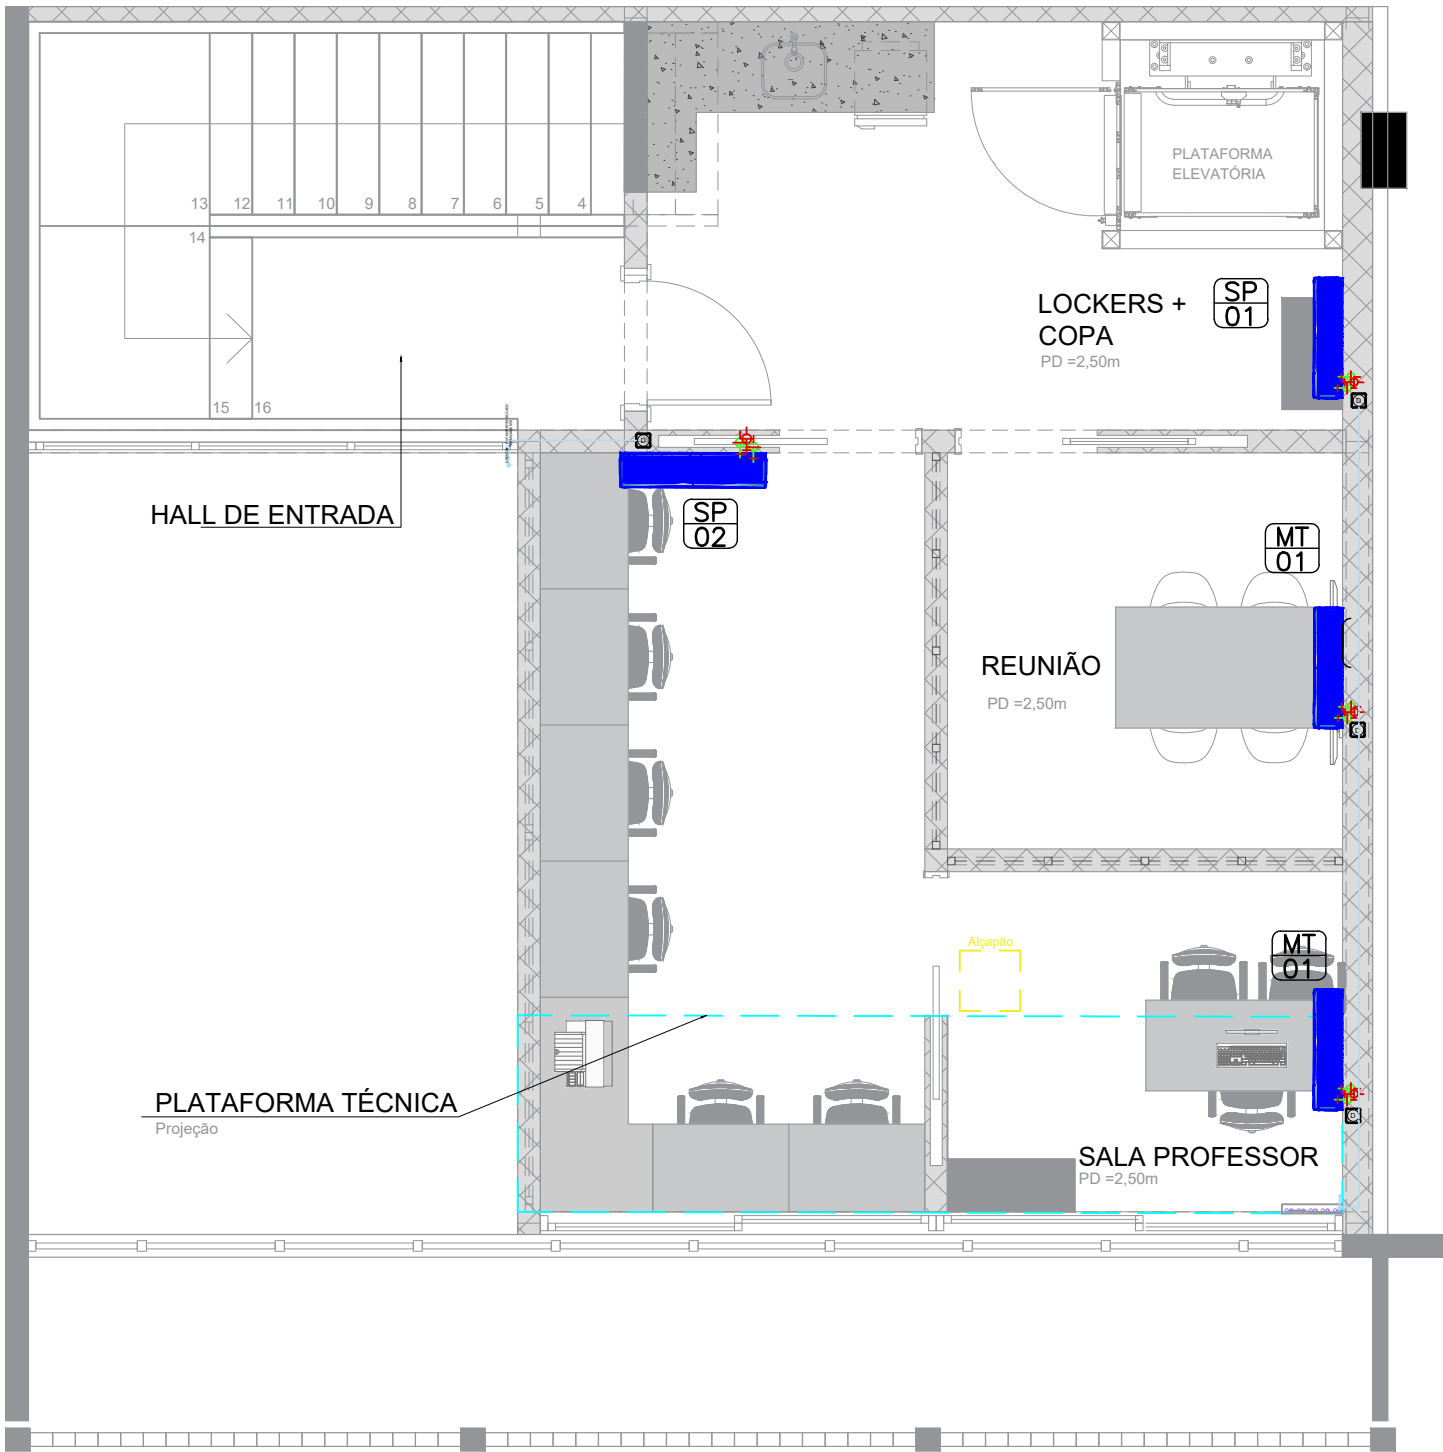 PLATAFORMA
ELEVATÓRIA
13 12 11 10 9 8 7 6 5 4
14
15 16
LOCKERS +
COPA
PD =2,50m
SP
01
HALL DE ENTRADA
SP
02
MT
01
REUNIÃO
PD =2,50m
Alçapão
MT
01
PLATAFORMA TÉCNICA
Projeção
SALA PROFESSOR
PD =2,50m